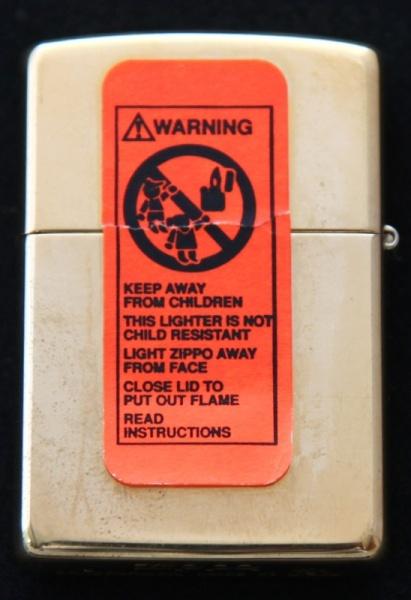 WARNING
KEEP AWAY
FROM CHILDREN
THIS LIGHTER IS NOT
CHILD RESISTANT
LIGHT ZIPPO AWAY
FROM FACE
CLOSE LID TO
PUT OUT FLAME
READ
INSTRUCTIONS